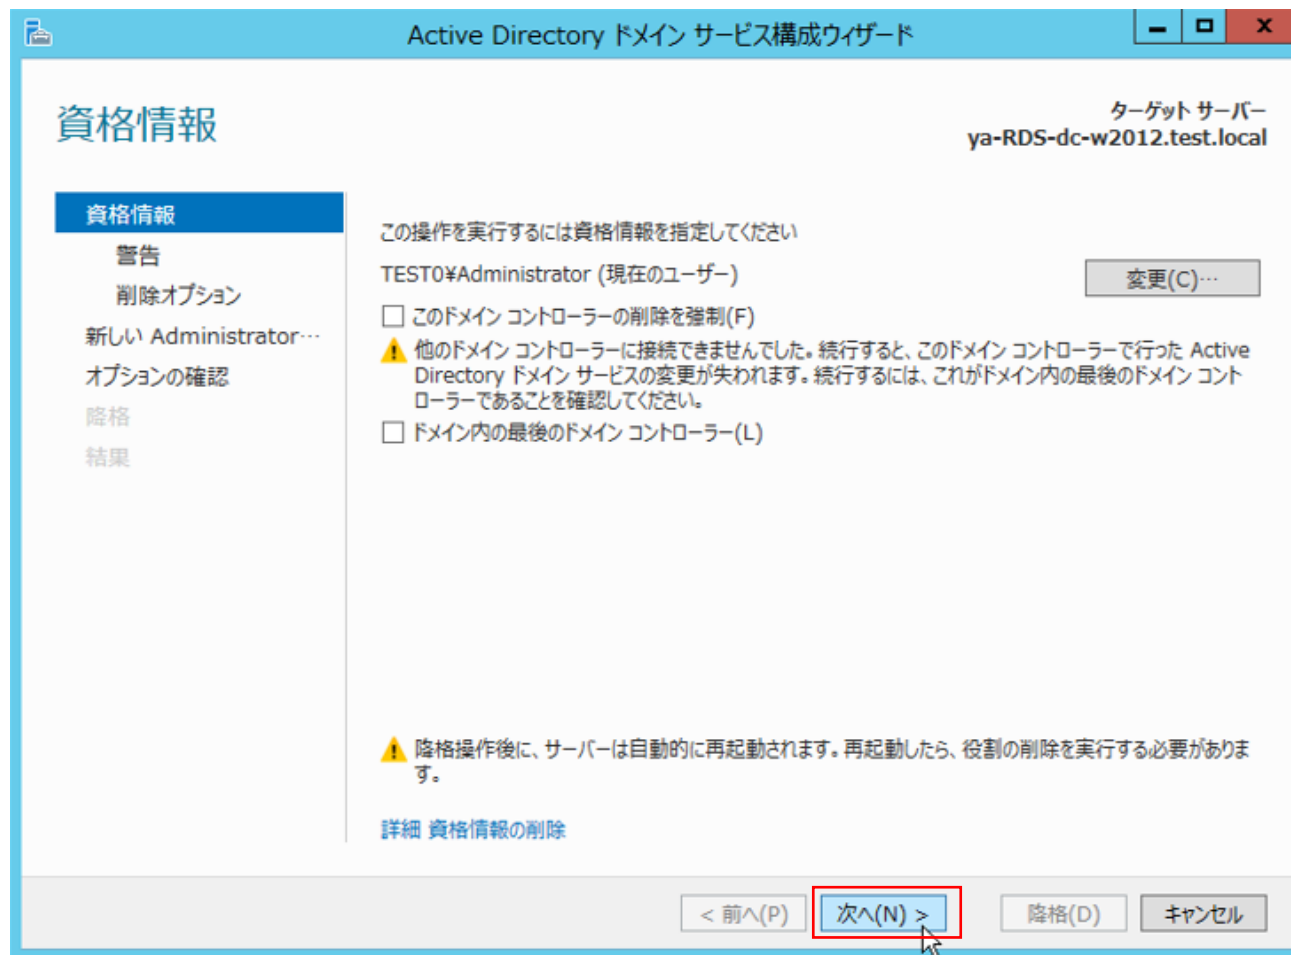 Active Directory ドメイン サービス構成ウィザード
資格情報
ターゲット サーバー
ya-RDS-dc-w2012.test.local
資格情報
警告
削除オプション
新しい Administrator…
オプションの確認
降格
結果
この操作を実行するには資格情報を指定してください
TEST0¥Administrator (現在のユーザー)
変更(C)…
このドメイン コントローラーの削除を強制(F)
他のドメイン コントローラーに接続できませんでした。続行すると、このドメイン コントローラーで行った Active
Directory ドメイン サービスの変更が失われます。続行するには、これがドメイン内の最後のドメイン コント
ローラーであることを確認してください。
ドメイン内の最後のドメイン コントローラー(L)
降格操作後に、サーバーは自動的に再起動されます。再起動したら、役割の削除を実行する必要がありま
す。
詳細 資格情報の削除
< 前へ(P)
次へ(N) >
降格(D)
キャンセル